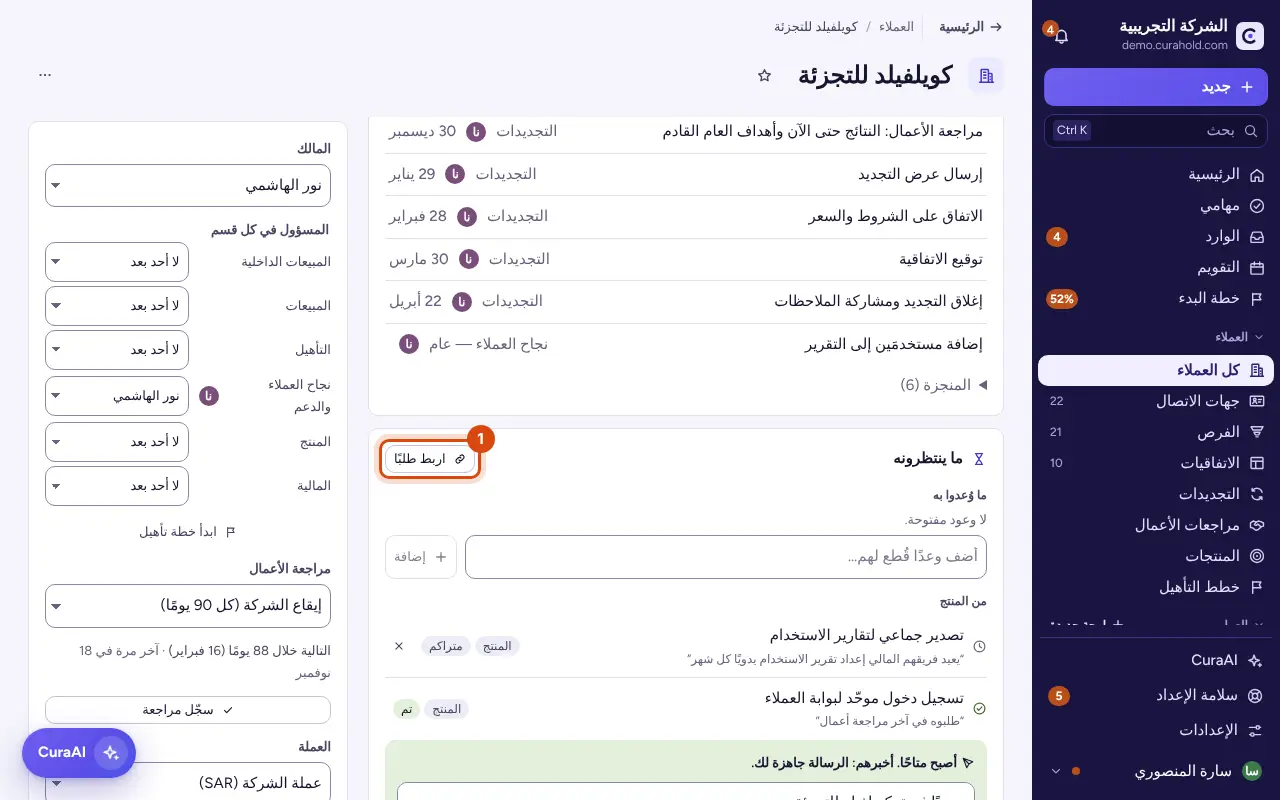 الشركة التجريبية
demo.curahold.com
4
جديد
بحث
Ctrl K
الرئيسية
مهامي
الوارد
4
التقويم
خطة البدء
52%
العملاء
كل العملاء
جهات الاتصال
22
الفرص
21
الاتفاقيات
10
التجديدات
مراجعات الأعمال
المنتجات
خطط التأهيل
CuraAI
سلامة الإعداد
5
الإعدادات
سا
سارة المنصوري
الرئيسية
العملاء / كويلفيلد للتجزئة
كويلفيلد للتجزئة
مراجعة الأعمال: النتائج حتى الآن وأهداف العام القادم التجديدات نا 30 ديسمبر
إرسال عرض التجديد التجديدات نا 29 يناير
الاتفاق على الشروط والسعر التجديدات نا 28 فبراير
توقيع الاتفاقية التجديدات نا 30 مارس
إغلاق التجديد ومشاركة الملاحظات التجديدات نا 22 أبريل
إضافة مستخدمَين إلى التقرير نجاح العملاء — عام نا
المنجزة (6)
ما ينتظرونه
اربط طلبًا
1
ما وُعدوا به
لا وعود مفتوحة.
أضف وعدًا قُطع لهم...
إضافة
من المنتج
تصدير جماعي لتقارير الاستخدام
المنتج متراكم
"يعيد فريقهم المالي إعداد تقرير الاستخدام يدويًا كل شهر"
تسجيل دخول موحّد لبوابة العملاء
المنتج تم
"طلبوه في آخر مراجعة أعمال"
أصبح متاحًا. أخبرهم: الرسالة جاهزة لك.
المالك
نور الهاشمي
المسؤول في كل قسم
المبيعات الداخلية لا أحد بعد
المبيعات لا أحد بعد
التأهيل لا أحد بعد
نجاح العملاء والدعم نا نور الهاشمي
المنتج لا أحد بعد
المالية لا أحد بعد
ابدأ خطة تأهيل
مراجعة الأعمال
إيقاع الشركة (كل 90 يومًا)
التالية خلال 88 يومًا (16 فبراير) · آخر مرة في 18
نوفمبر
سجّل مراجعة
العملة
عملة الشركة (SAR)
CuraAI